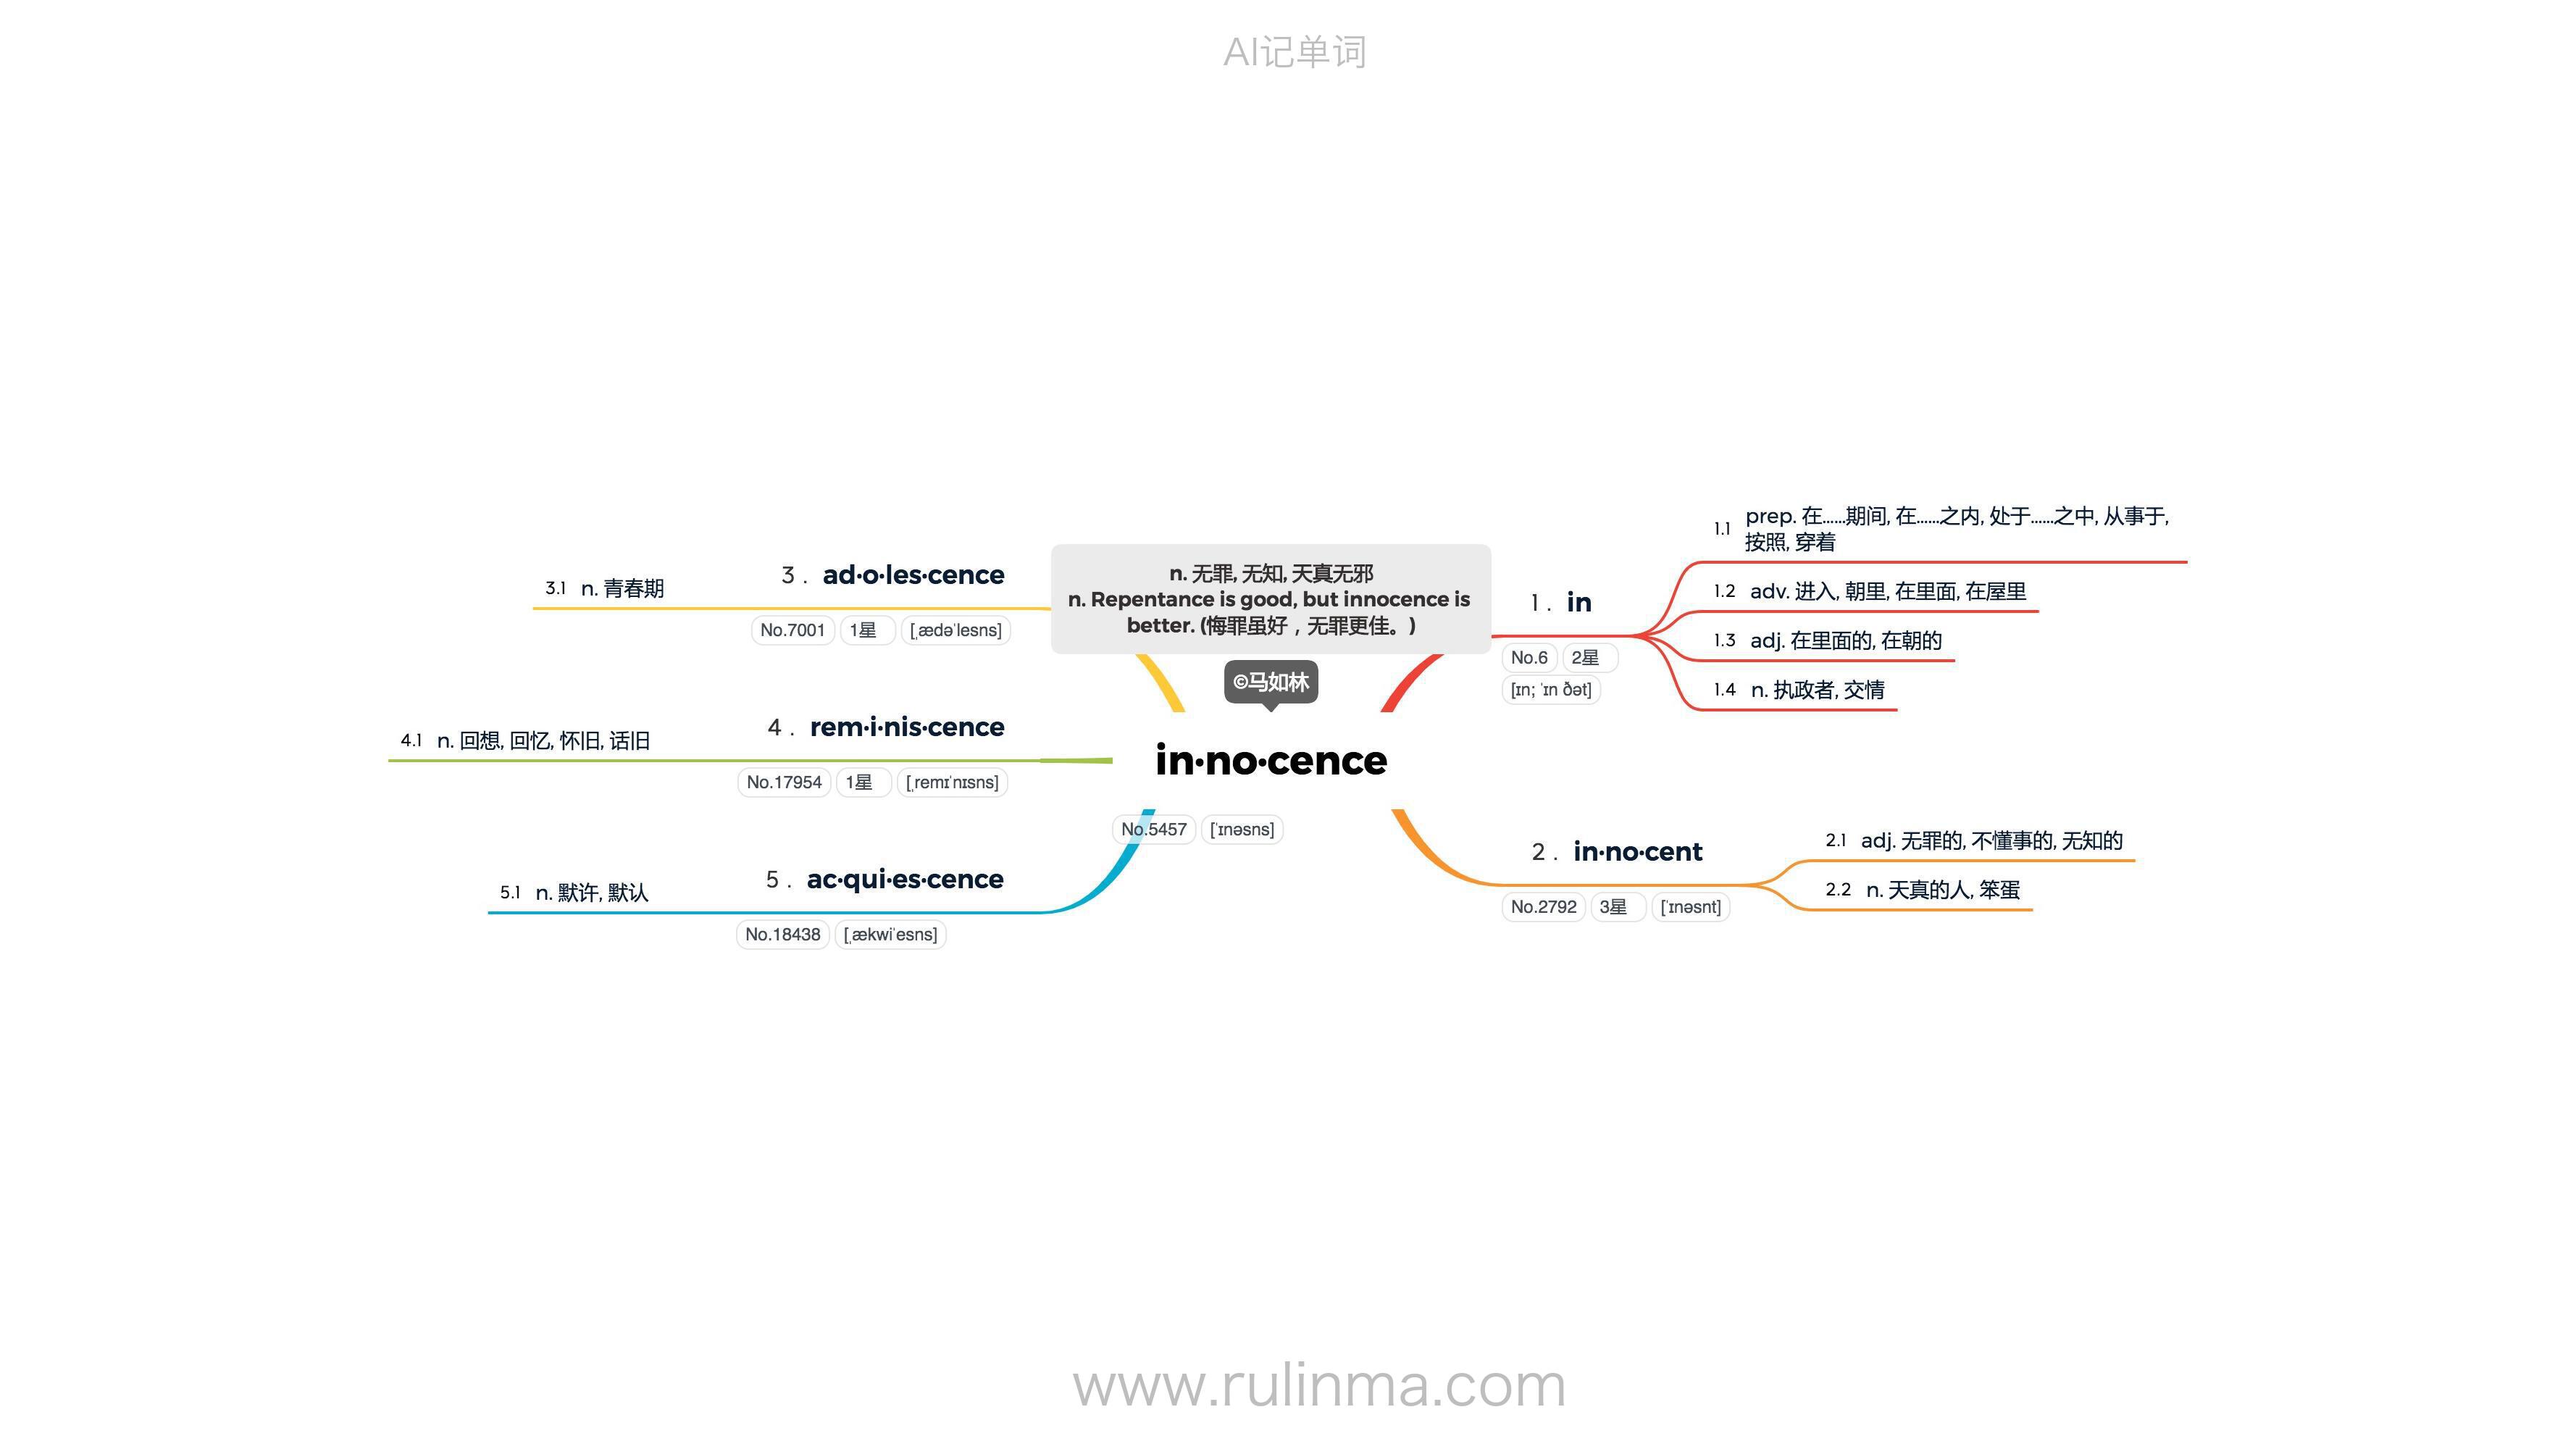 AI记单词
n. 无罪, 无知, 天真无邪
n. Repentance is good, but innocence is
better. (悔罪虽好，无罪更佳。)
©马如林
in·no·cence
No.5457 [ˈɪnəsns]
1 . in
No.6 2星
[ɪn; ˈɪn ðət]
1.1 prep. 在……期间, 在……之内, 处于……之中, 从事于,
按照, 穿着
1.2 adv. 进入, 朝里, 在里面, 在屋里
1.3 adj. 在里面的, 在朝的
1.4 n. 执政者, 交情
2 . in·no·cent
No.2792 3星 [ˈɪnəsnt]
2.1 adj. 无罪的, 不懂事的, 无知的
2.2 n. 天真的人, 笨蛋
3 . ad·o·les·cence
No.7001 1星 [ˌædəˈlesns]
3.1 n. 青春期
4 . rem·i·nis·cence
No.17954 1星 [ˌremɪˈnɪsns]
4.1 n. 回想, 回忆, 怀旧, 话旧
5 . ac·qui·es·cence
No.18438 [ˌækwiˈesns]
5.1 n. 默许, 默认
www.rulinma.com